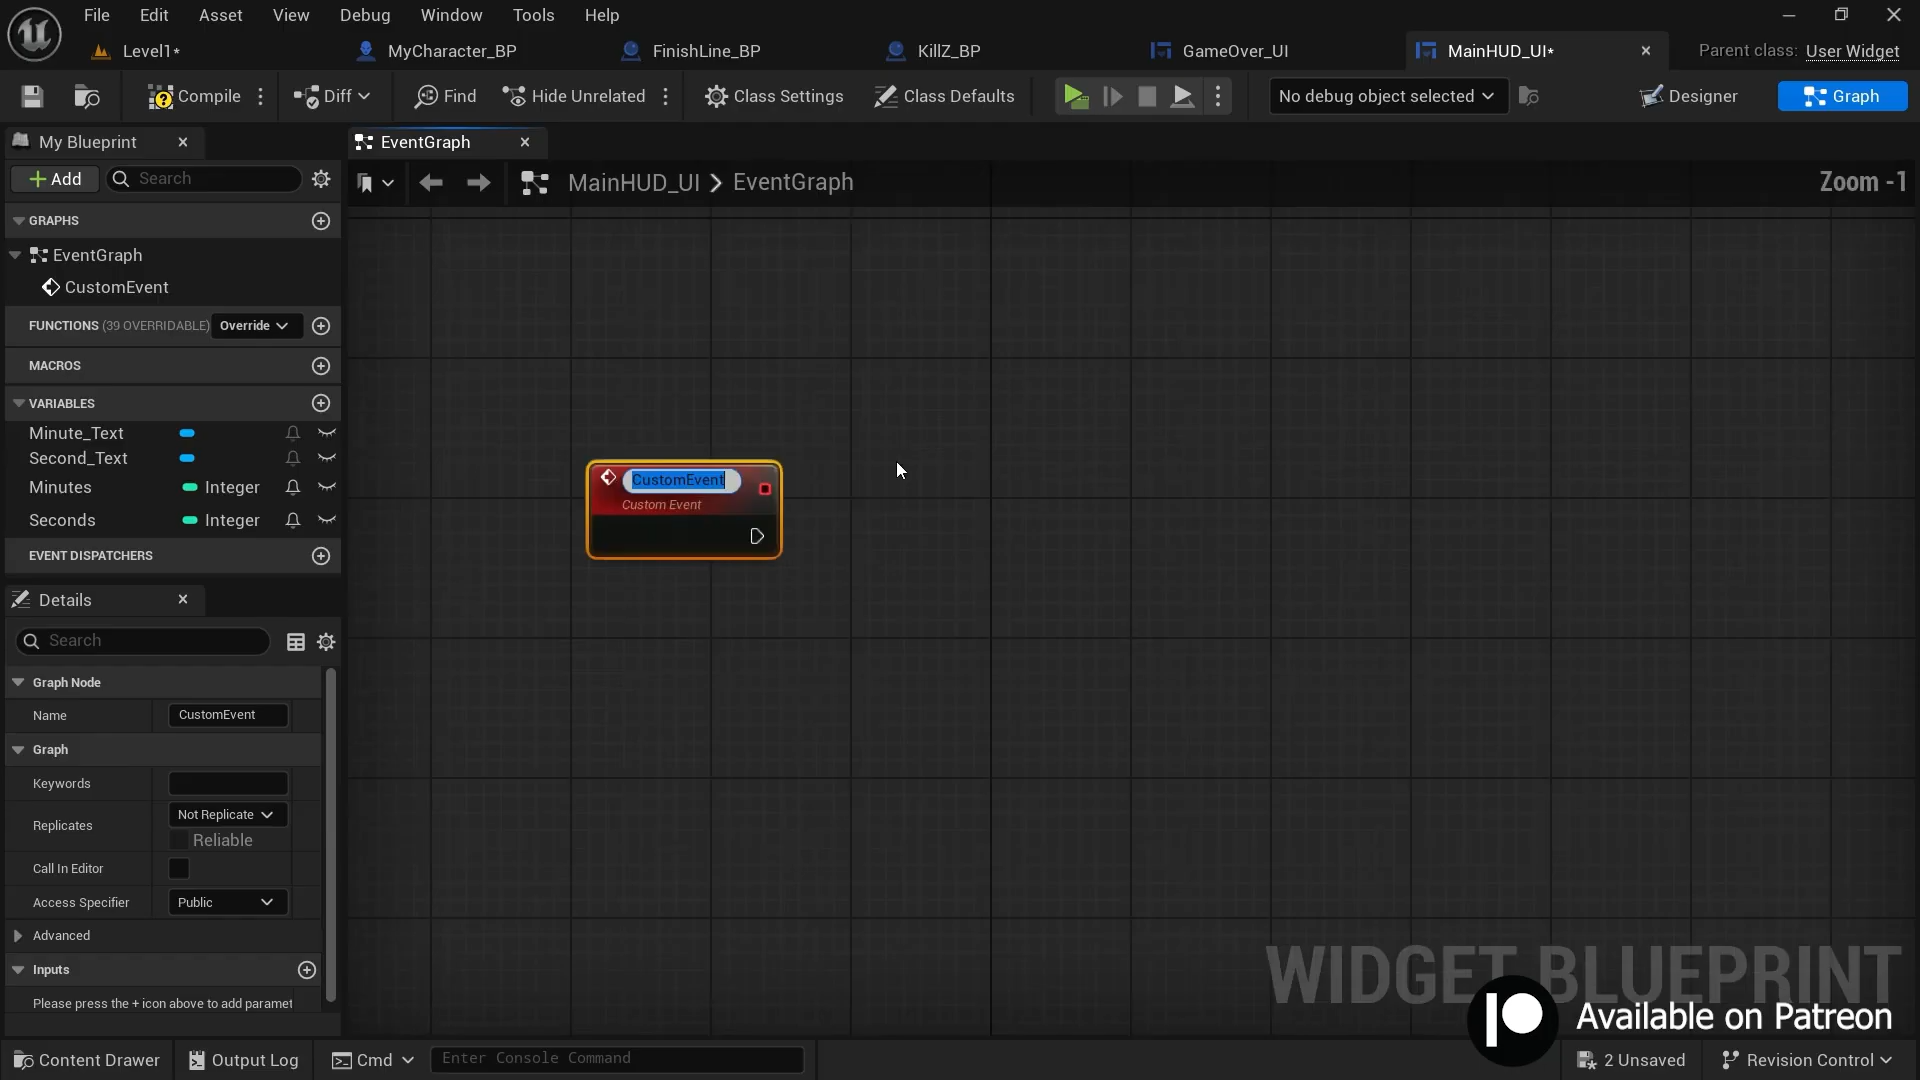 File Edit Asset View Debug Window Tools Help
Level1* MyCharacter_BP FinishLine_BP KillZ_BP GameOver_UI MainHUD_UI* Parent class: User Widget
Compile Diff Find Hide Unrelated Class Settings Class Defaults No debug object selected Designer Graph
My Blueprint EventGraph
Add Search MainHUD_UI > EventGraph Zoom -1
GRAPHS
EventGraph
CustomEvent
FUNCTIONS (39 OVERRIDABLE) Override
MACROS
VARIABLES
Minute_Text
Second_Text
Minutes Integer
Seconds Integer
EVENT DISPATCHERS
CustomEvent
Custom Event
Details
Search
Graph Node
Name CustomEvent
Graph
Keywords
Replicates Not Replicate
Reliable
Call In Editor
Access Specifier Public
Advanced
Inputs
Please press the + icon above to add paramet
WIDGET BLUEPRINT
Available on Patreon
Content Drawer Output Log Cmd Enter Console Command 2 Unsaved Revision Control